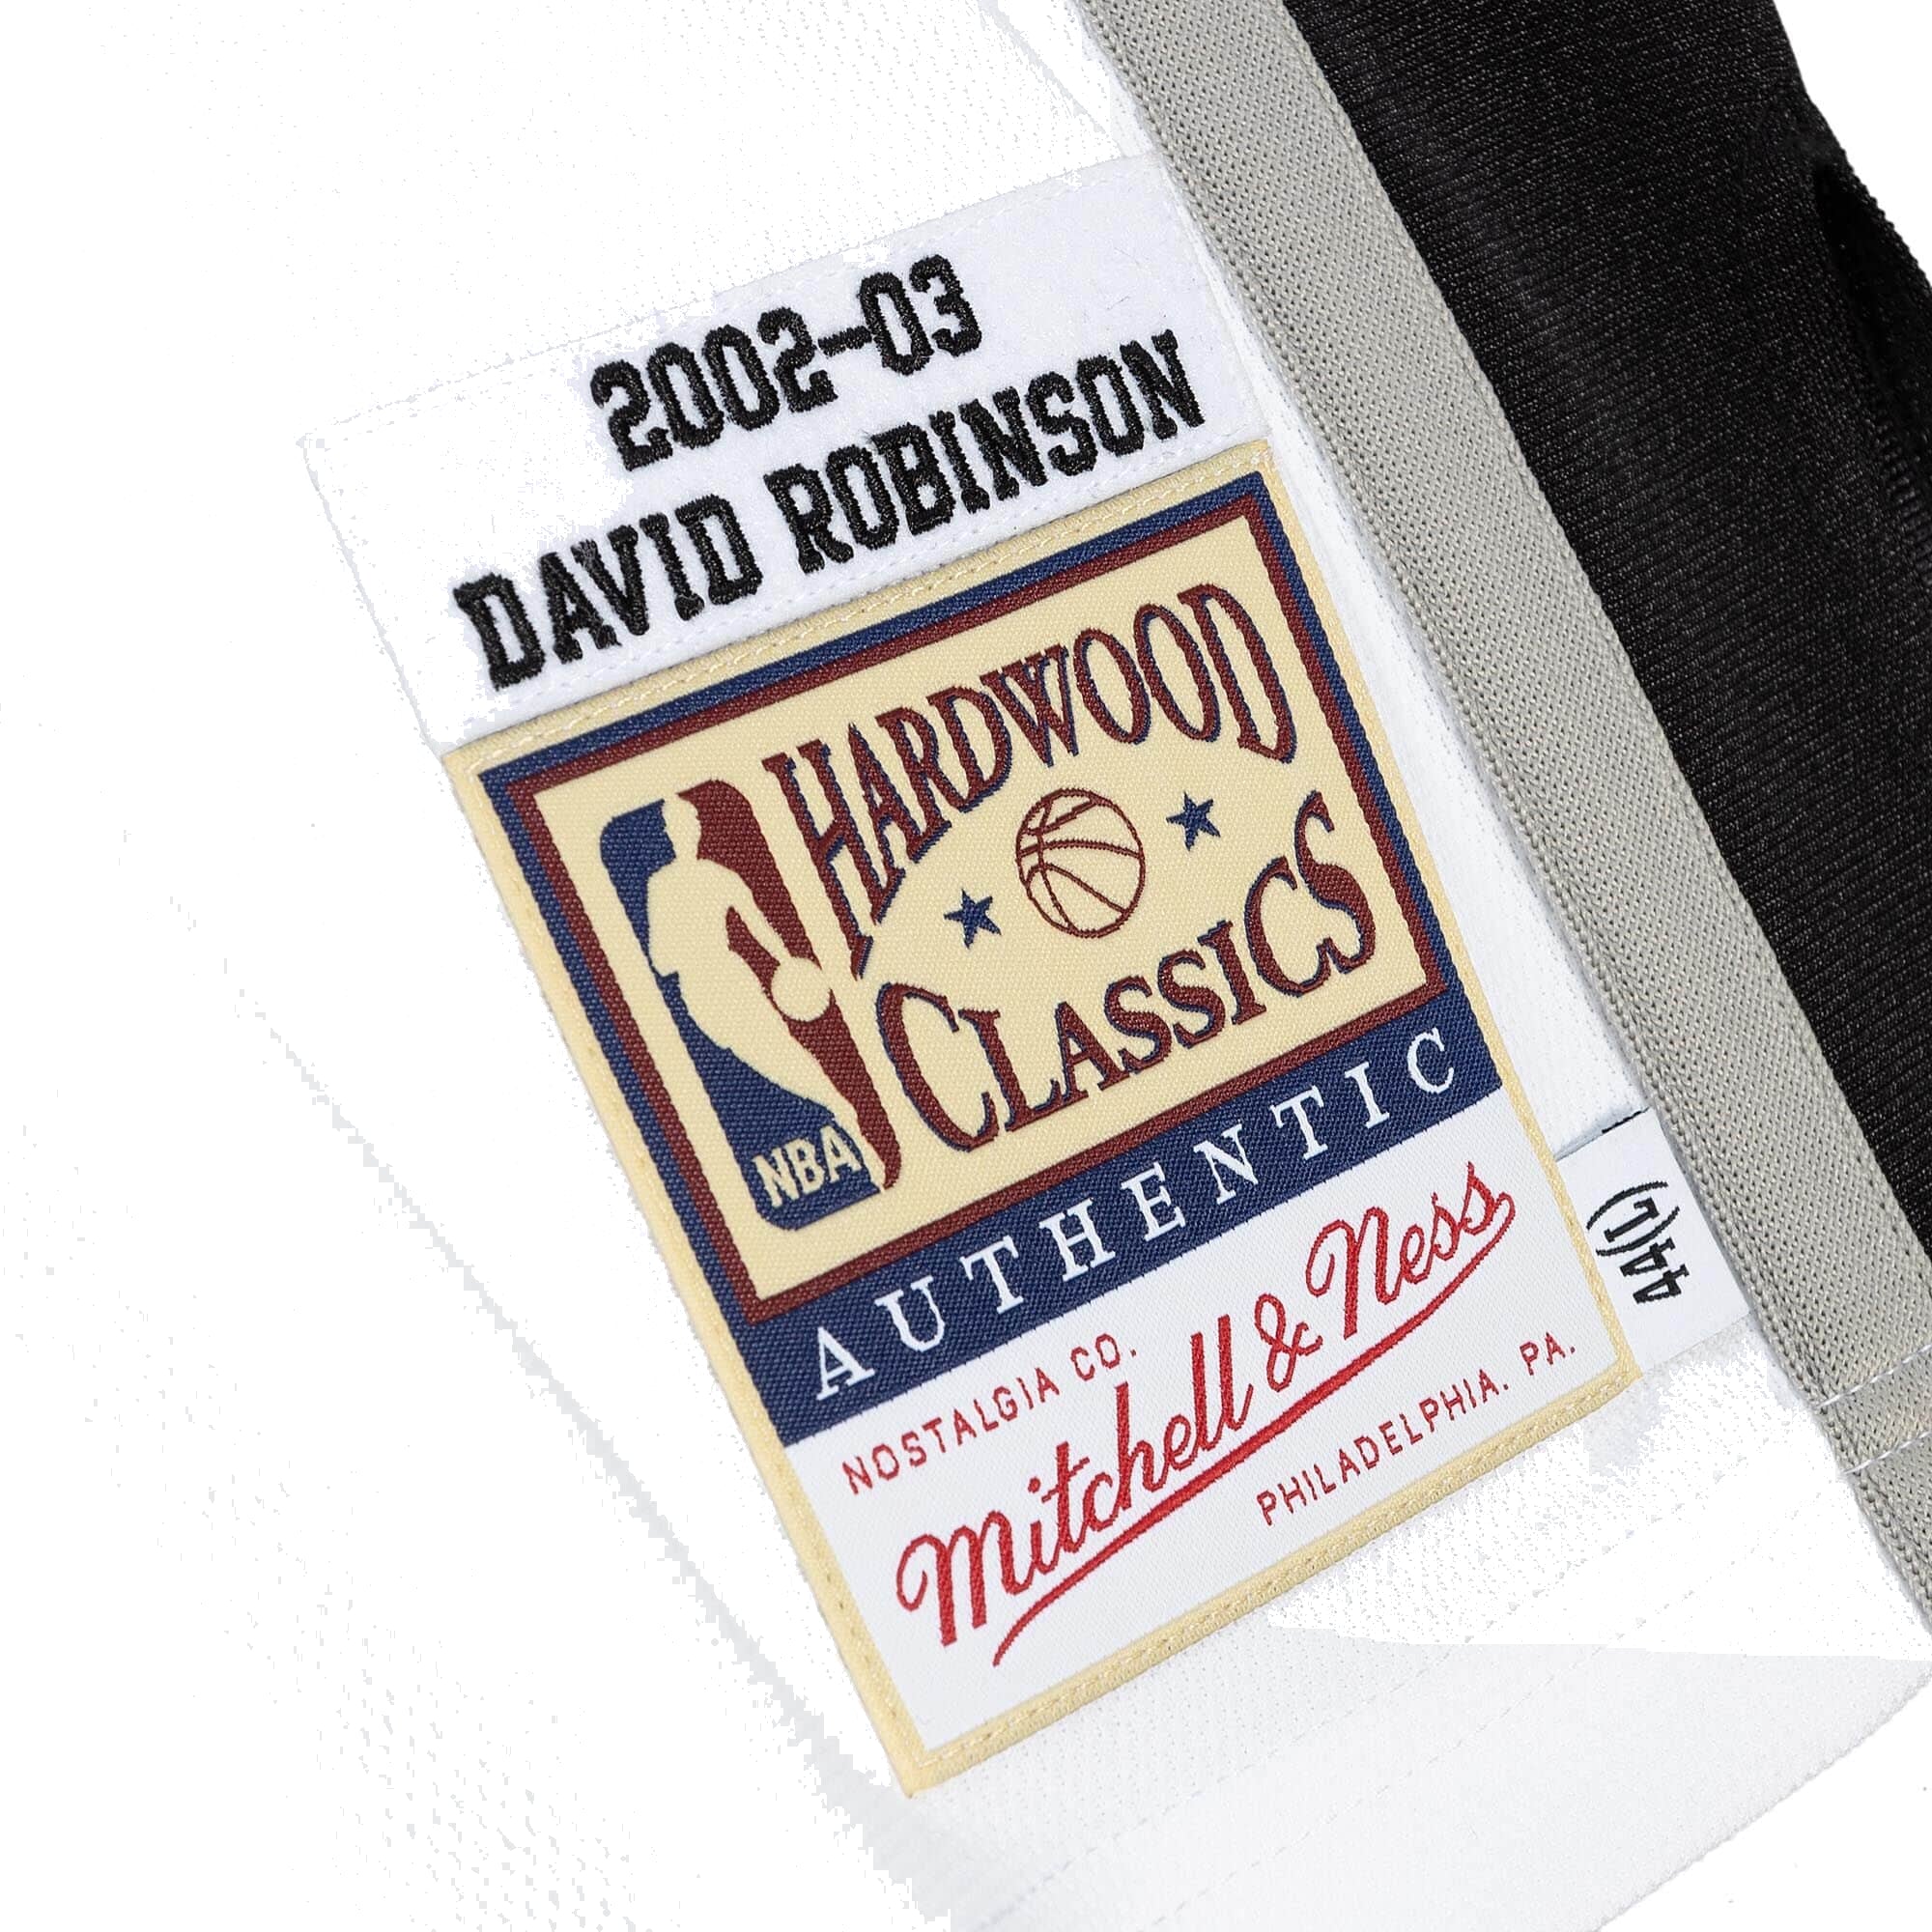 2002-03
DAVID ROBINSON
HARDWOOD
CLASSICS
NBA
AUTHENTIC
NOSTALGIA CO.
Mitchell & Ness
PHILADELPHIA. PA.
44(L)